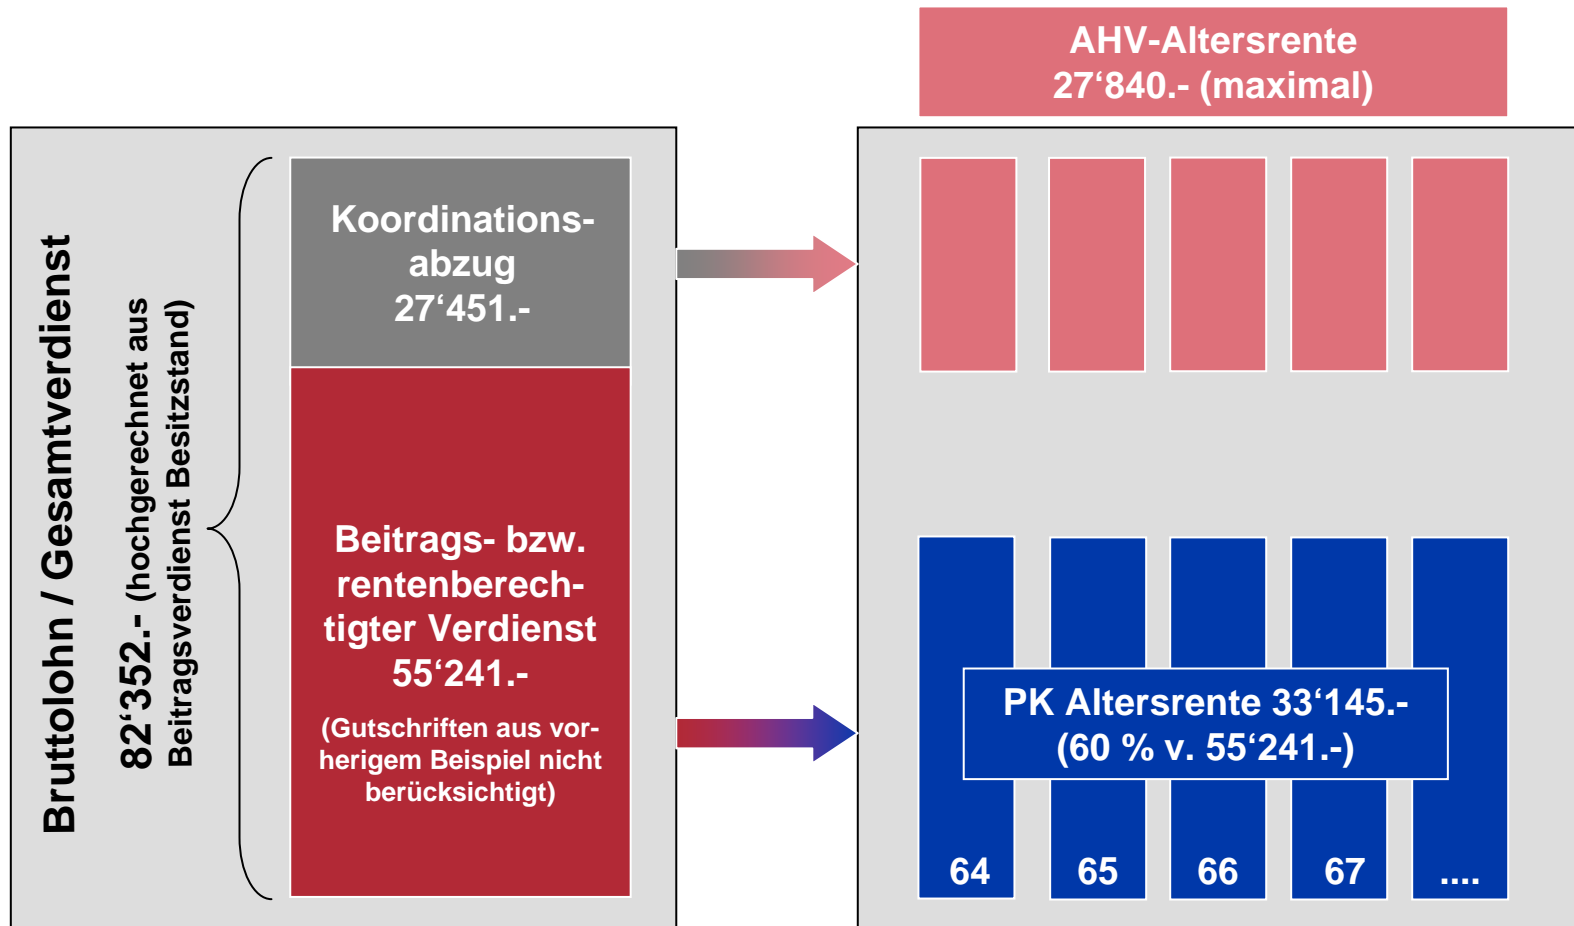 AHV-Altersrente
27‘840.- (maximal)
Bruttolohn / Gesamtverdienst
82‘352.- (hochgerechnet aus
Beitragsverdienst Besitzstand)
Koordinations-
abzug
27‘451.-
Beitrags- bzw.
rentenberech-
tigter Verdienst
55‘241.-
(Gutschriften aus vor-
herigem Beispiel nicht
berücksichtigt)
PK Altersrente 33‘145.-
(60 % v. 55‘241.-)
64 65 66 67 ....